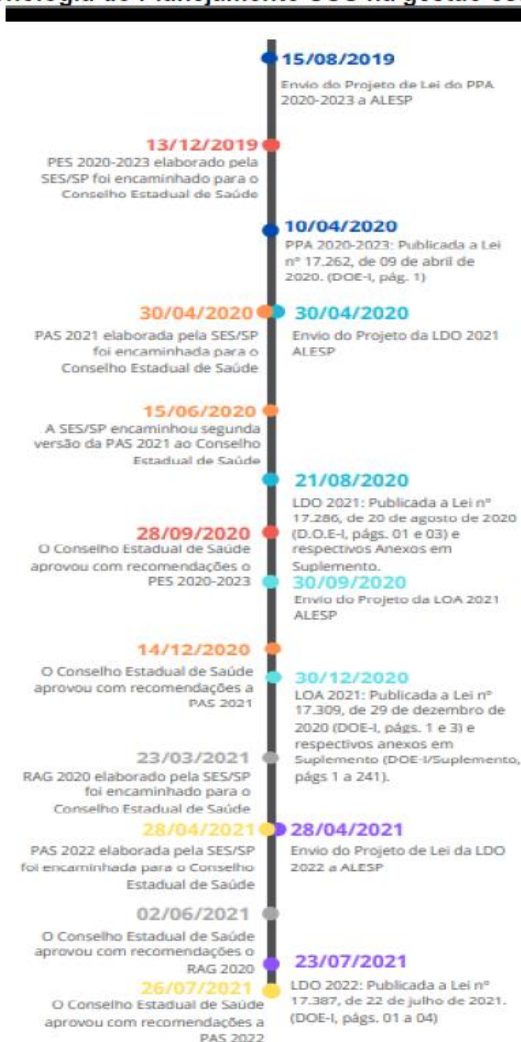 15/08/2019
Envio do Projeto de Lei do PPA
2020-2023 a ALESP
13/12/2019
PES 2020-2023 elaborado pela
SES/SP foi encaminhado para o
Conselho Estadual de Saúde
10/04/2020
PPA 2020-2023: Publicada a Lei
nº 17.262, de 09 de abril de
2020. (DOE-I, pág. 1)
30/04/2020
PAS 2021 elaborada pela SES/SP
foi encaminhada para o
Conselho Estadual de Saúde
30/04/2020
Envio do Projeto da LDO 2021
ALESP
15/06/2020
A SES/SP encaminhou segunda
versão da PAS 2021 ao Conselho
Estadual de Saúde
21/08/2020
LDO 2021: Publicada a Lei nº
17.286, de 20 de agosto de 2020
(D.O.E-I, págs. 01 e 03) e
respectivos Anexos em
Suplemento.
28/09/2020
O Conselho Estadual de Saúde
aprovou com recomendações o
PES 2020-2023
30/09/2020
Envio do Projeto da LOA 2021
ALESP
14/12/2020
O Conselho Estadual de Saúde
aprovou com recomendações a
PAS 2021
30/12/2020
LOA 2021: Publicada a Lei nº
17.309, de 29 de dezembro de
2020 (DOE-I, págs. 1 e 3) e
respectivos anexos em
Suplemento (DOE-I/Suplemento,
págs 1 a 241).
23/03/2021
RAG 2020 elaborado pela SES/SP
foi encaminhado para o
Conselho Estadual de Saúde
28/04/2021
PAS 2022 elaborada pela SES/SP
foi encaminhada para o Conselho
Estadual de Saúde
28/04/2021
Envio do Projeto de Lei da LDO
2022 a ALESP
02/06/2021
O Conselho Estadual de Saúde
aprovou com recomendações o
RAG 2020
23/07/2021
LDO 2022: Publicada a Lei nº
17.387, de 22 de julho de 2021.
(DOE-I, págs. 01 a 04)
26/07/2021
O Conselho Estadual de Saúde
aprovou com recomendações a
PAS 2022